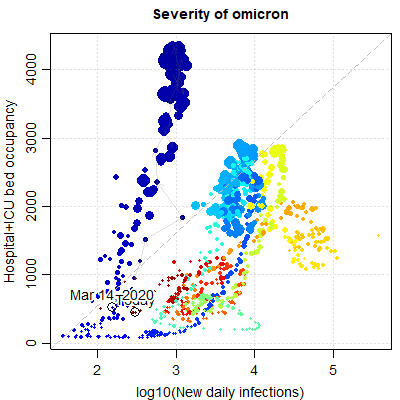 Severity of omicron
Hospital+ICU bed occupancy
4000
3000
2000
1000
0
Mar-14-2020
Today
2
3
4
5
log10(New daily infections)